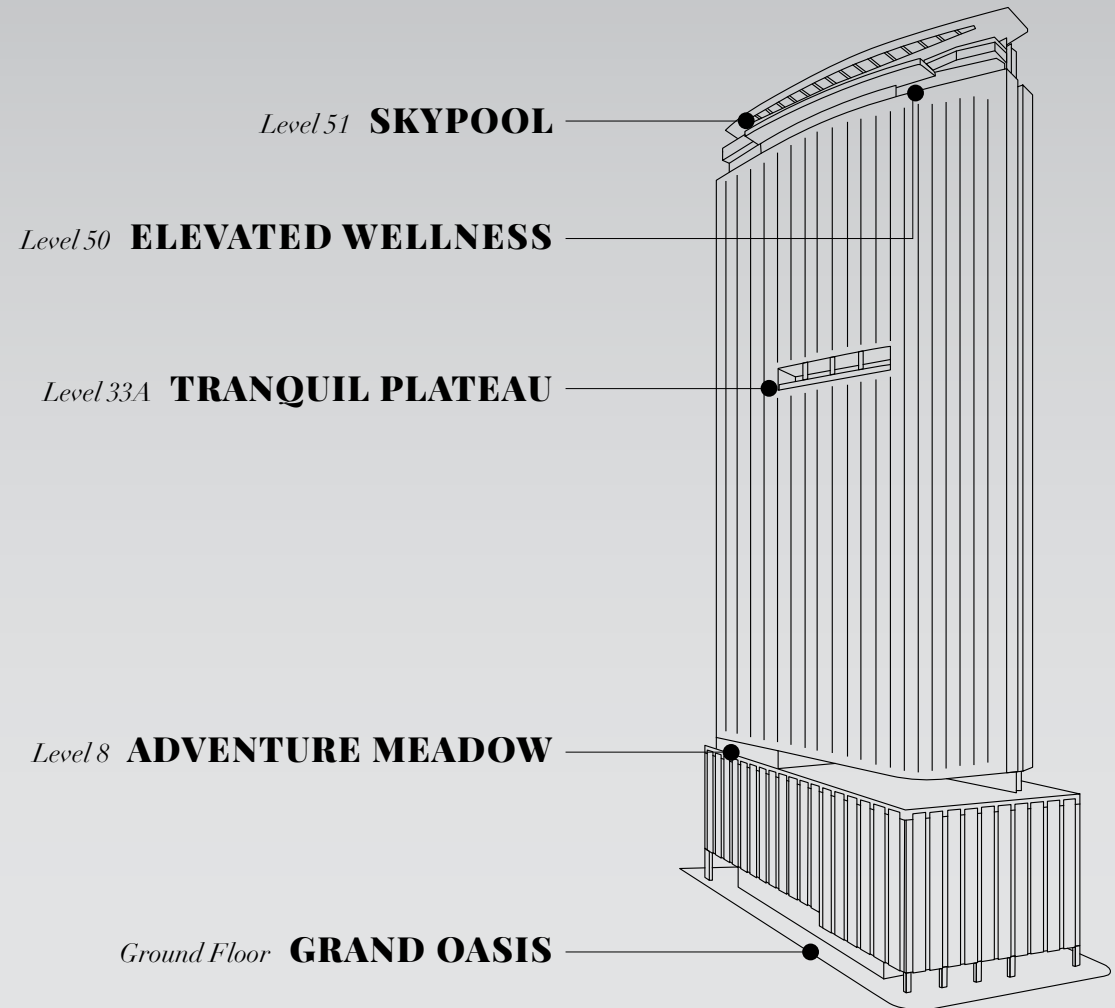 Level 51 SKYPOOL
Level 50 ELEVATED WELLNESS
Level 33A TRANQUIL PLATEAU
Level 8 ADVENTURE MEADOW
Ground Floor GRAND OASIS